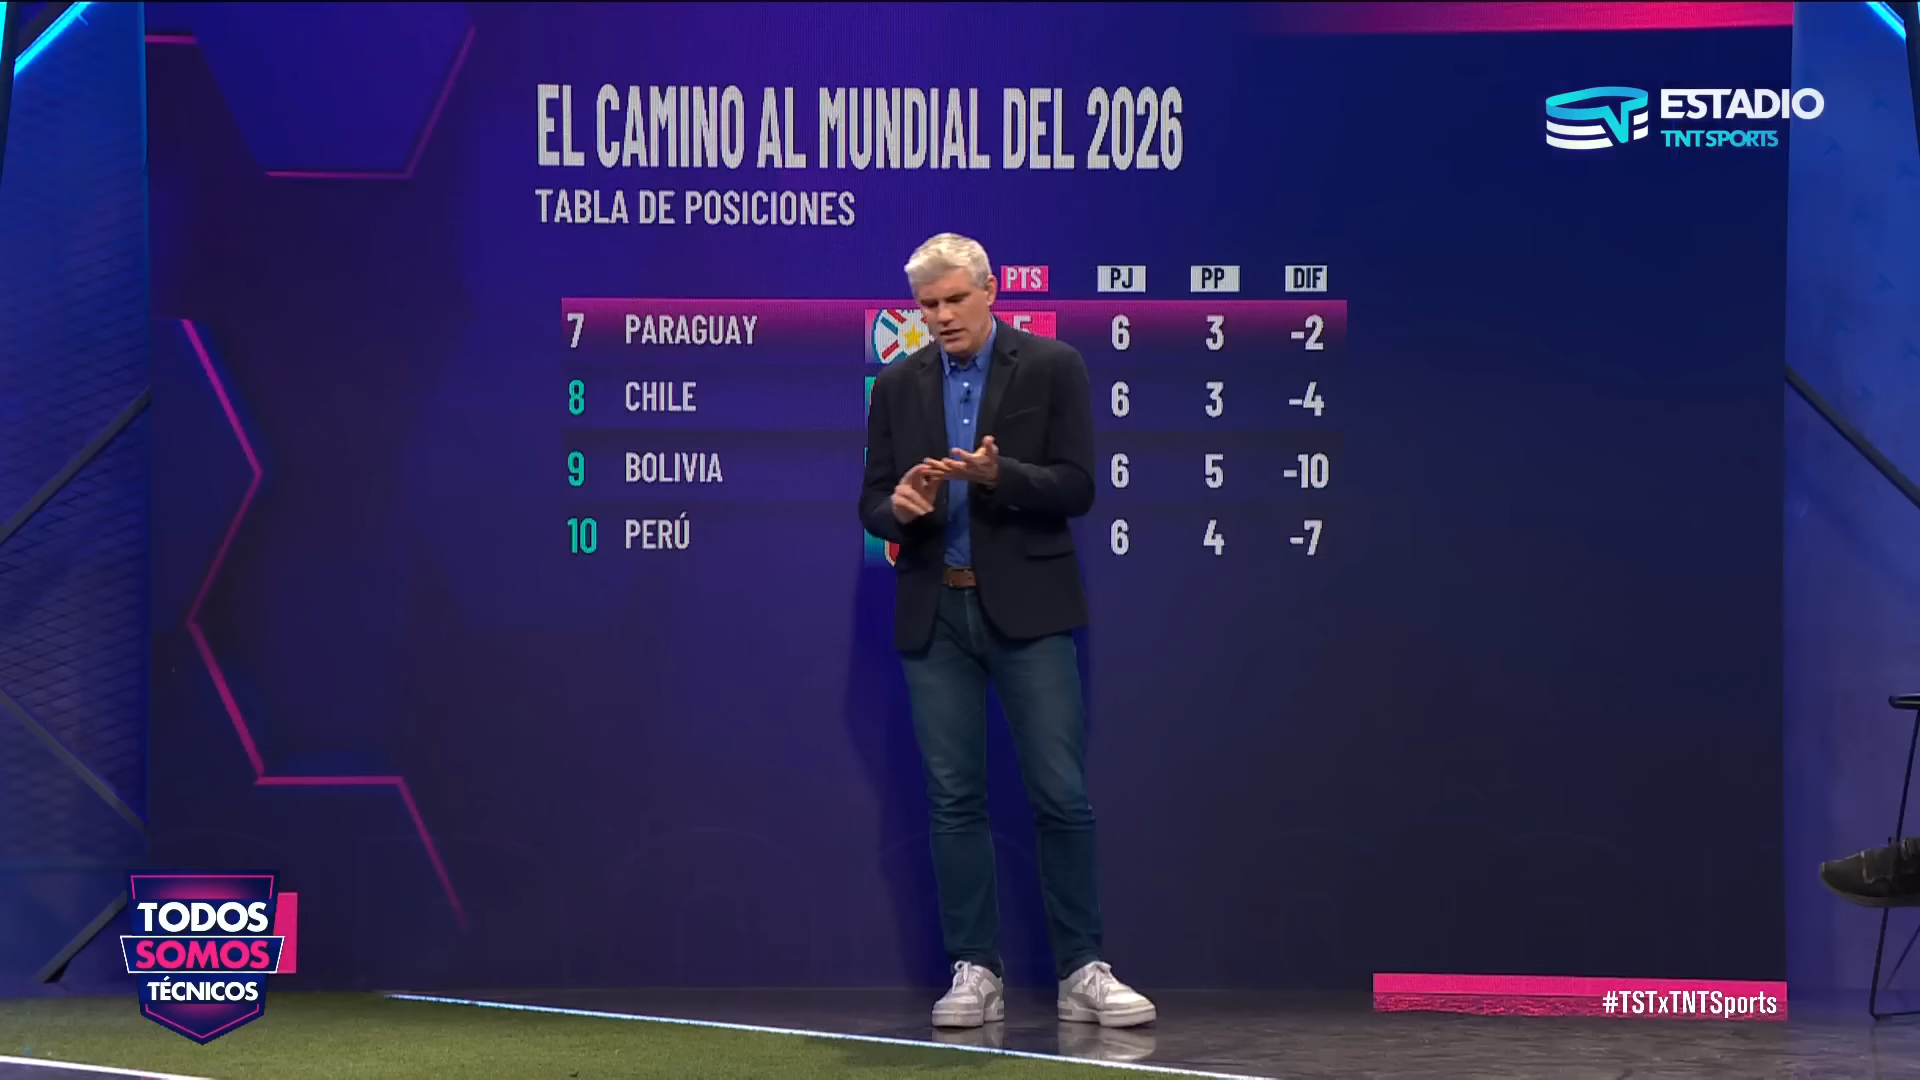 EL CAMINO AL MUNDIAL DEL 2026
TABLA DE POSICIONES
ESTADIO
TNT SPORTS
PTS PJ PP DIF
7 PARAGUAY 5 6 3 -2
8 CHILE 6 3 -4
9 BOLIVIA 6 5 -10
10 PERÚ 6 4 -7
TODOS
SOMOS
TÉCNICOS
#TSTxTNTSports